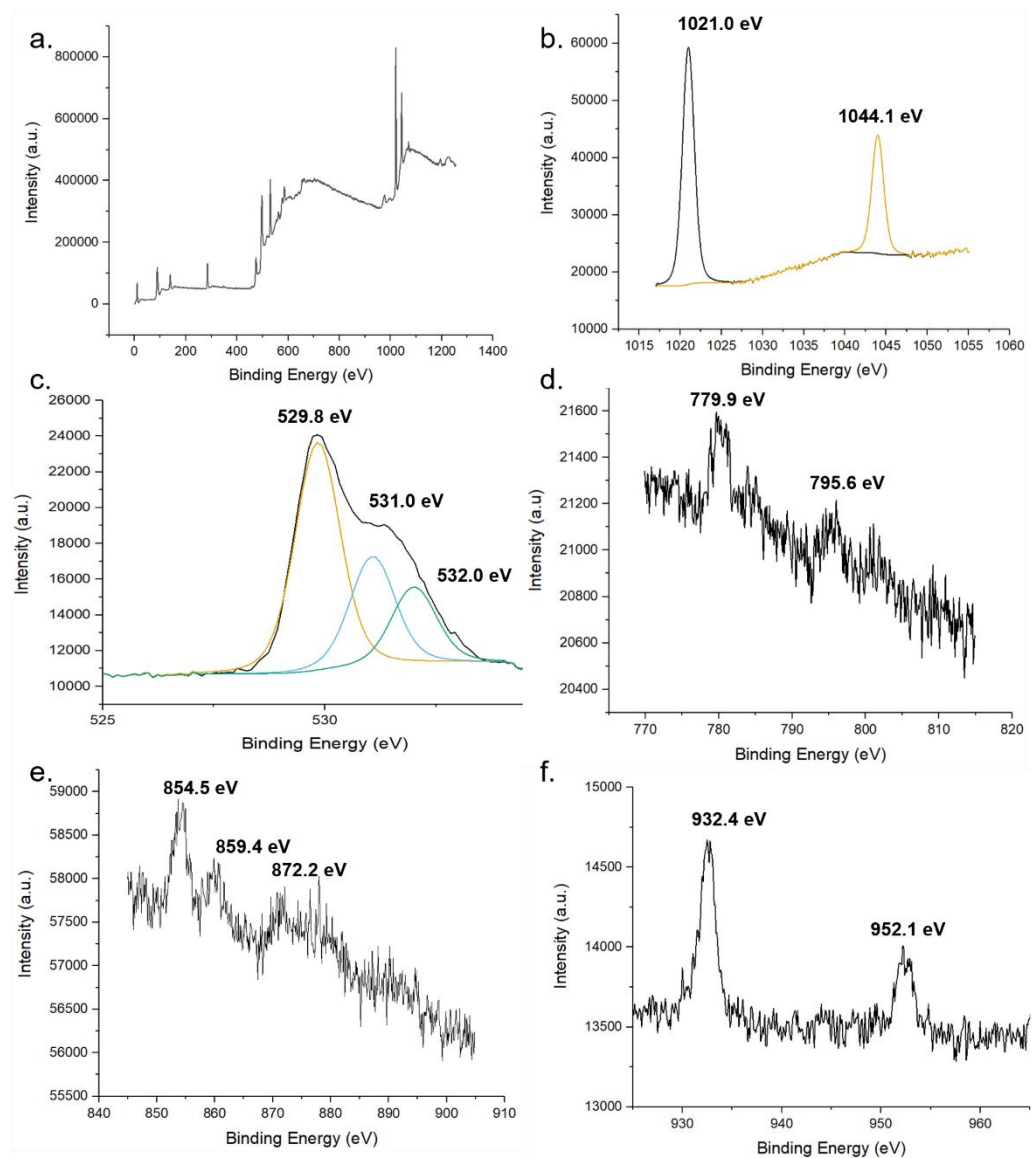 a.
800000
600000
400000
200000
0
Intensity (a.u.)
0 200 400 600 800 1000 1200 1400
Binding Energy (eV)
b.
1021.0 eV
1044.1 eV
60000
50000
40000
30000
20000
10000
Intensity (a.u.)
1015 1020 1025 1030 1035 1040 1045 1050 1055 1060
Binding Energy (eV)
c.
529.8 eV
531.0 eV
532.0 eV
26000
24000
22000
20000
18000
16000
14000
12000
10000
Intensity (a.u.)
525 530
Binding Energy (eV)
d.
779.9 eV
795.6 eV
21600
21400
21200
21000
20800
20600
20400
Intensity (a.u)
770 780 790 800 810 820
Binding Energy (eV)
e.
854.5 eV
859.4 eV
872.2 eV
59000
58500
58000
57500
57000
56500
56000
55500
Intensity (a.u.)
840 850 860 870 880 890 900 910
Binding Energy (eV)
f.
932.4 eV
952.1 eV
15000
14500
14000
13500
13000
Intensity (a.u.)
930 940 950 960
Binding Energy (eV)